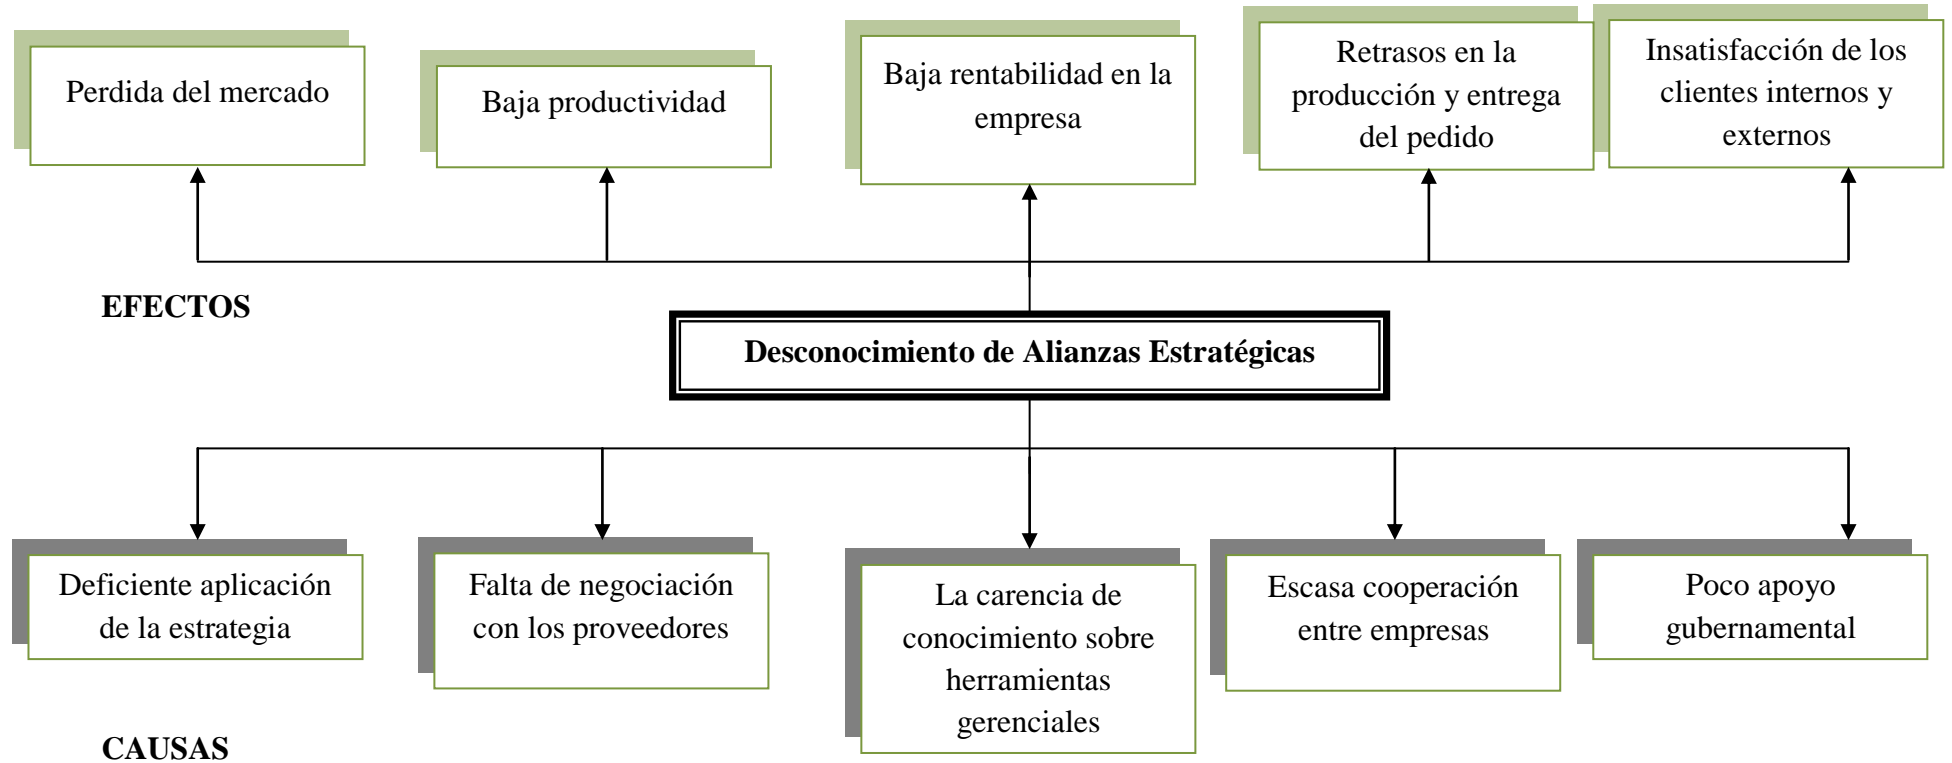 Perdida del mercado
Baja productividad
Baja rentabilidad en la
empresa
Retrasos en la
producción y entrega
del pedido
Insatisfacción de los
clientes internos y
externos
EFECTOS
Desconocimiento de Alianzas Estratégicas
Deficiente aplicación
de la estrategia
Falta de negociación
con los proveedores
La carencia de
conocimiento sobre
herramientas
gerenciales
Escasa cooperación
entre empresas
Poco apoyo
gubernamental
CAUSAS